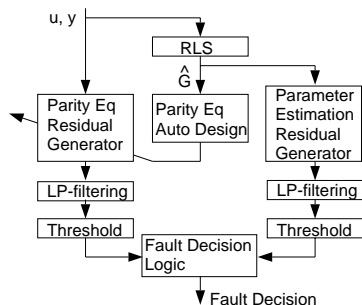 u, y
RLS
^
G
Parity Eq
Residual
Generator
Parity Eq
Auto Design
Parameter
Estimation
Residual
Generator
LP-filtering
LP-filtering
Threshold
Threshold
Fault Decision
Logic
Fault Decision